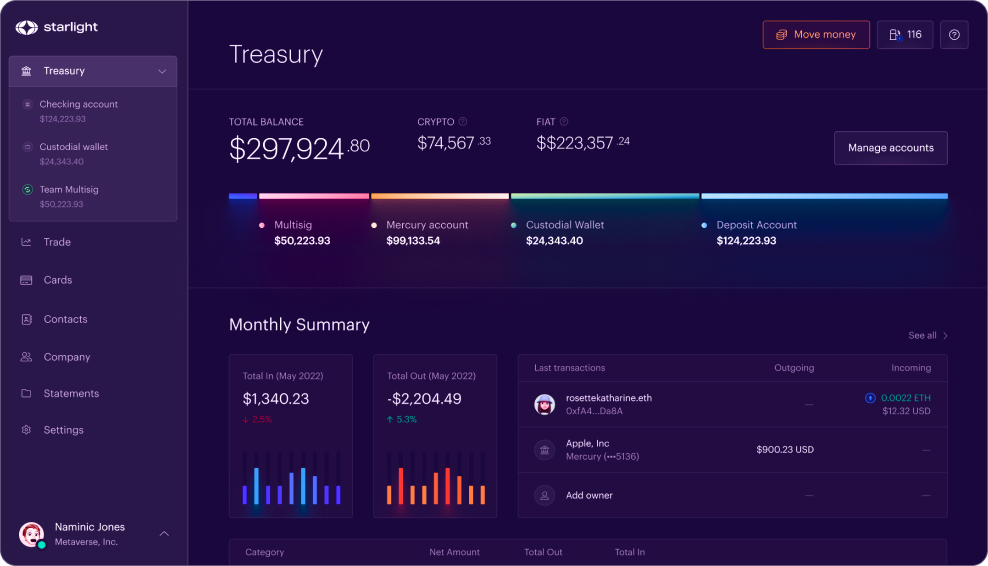 starlight
Treasury
Checking account
$124,223.93
Custodial wallet
$24,343.40
Team Multisig
$50,223.93
Trade
Cards
Contacts
Company
Statements
Settings
Naminic Jones
Metaverse, Inc.
Treasury
Move money
116
?
TOTAL BALANCE
$297,924.80
CRYPTO ?
$74,567.33
FIAT ?
$$223,357.24
Manage accounts
Multisig
$50,223.93
Mercury account
$99,133.54
Custodial Wallet
$24,343.40
Deposit Account
$124,223.93
Monthly Summary
See all
Total In (May 2022)
$1,340.23
↓ 2.5%
Total Out (May 2022)
-$2,204.49
↑ 5.3%
Last transactions Outgoing Incoming
rosettekatharine.eth — 0.0022 ETH
0xfA4...Da8A $12.32 USD
Apple, Inc $900.23 USD —
Mercury (•••5136)
Add owner — —
Category Net Amount Total Out Total In